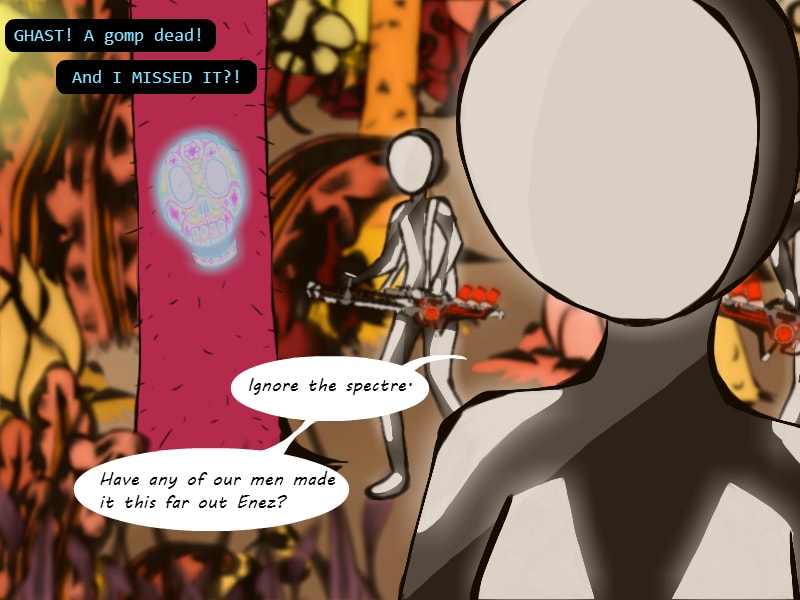 GHAST! A gomp dead!
And I MISSED IT?!
Ignore the spectre.
Have any of our men made
it this far out Enez?